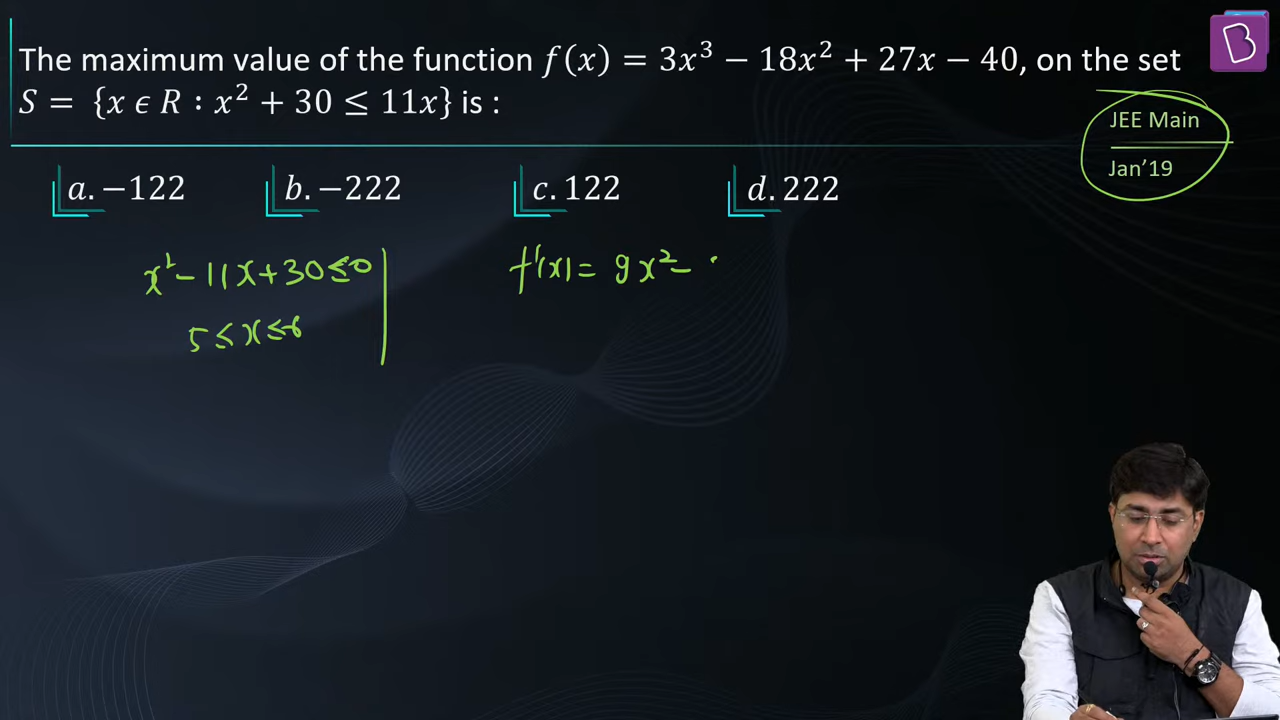 The maximum value of the function f(x) = 3x³ − 18x² + 27x − 40, on the set
S = {x ϵ R : x² + 30 ≤ 11x} is :
JEE Main
Jan’19
a. −122
b. −222
c. 122
d. 222
x² − 11x + 30 ≤ 0
5 ≤ x ≤ 6
f'(x) = 9x² −